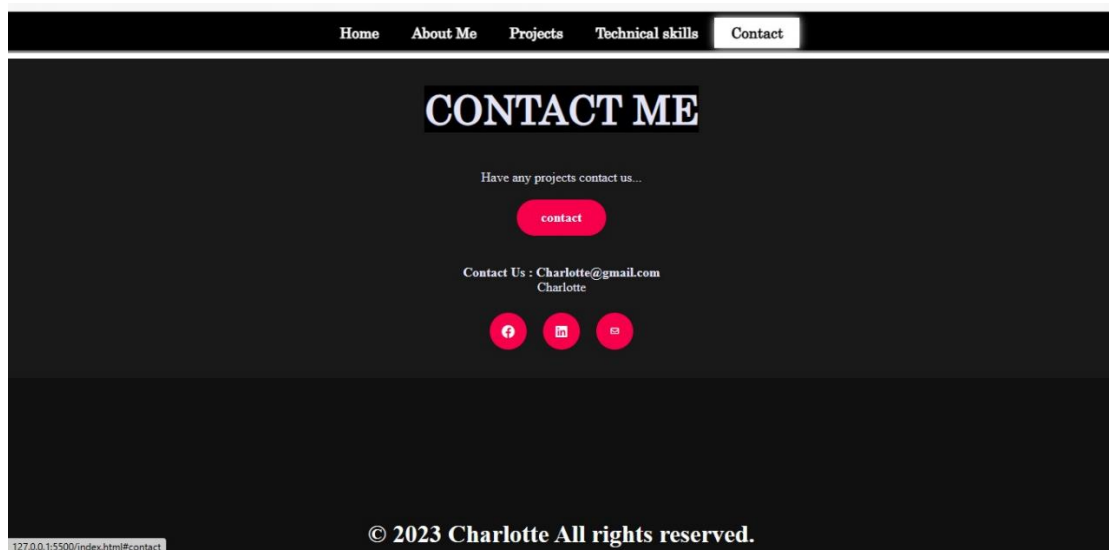 Home About Me Projects Technical skills Contact
CONTACT ME
Have any projects contact us...
contact
Contact Us : Charlotte@gmail.com
Charlotte
in
© 2023 Charlotte All rights reserved.
127.0.0.1:5500/index.html#contact